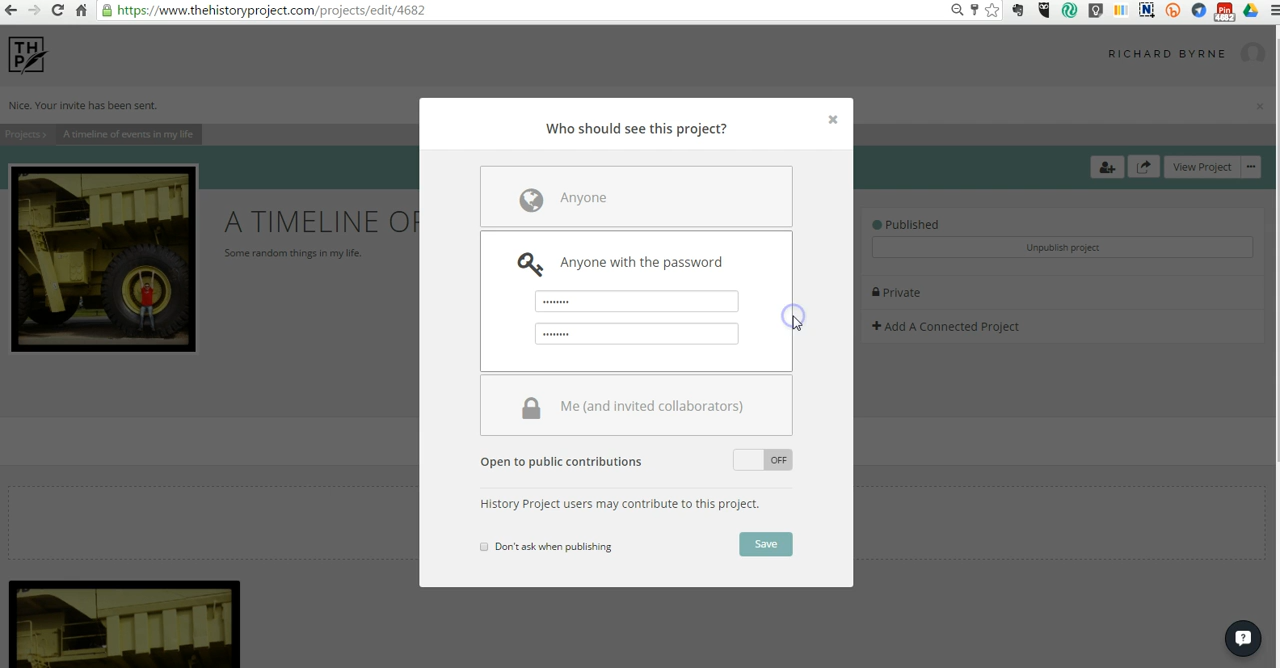 https://www.thehistoryproject.com/projects/edit/4682
Pin
4682
TH
P
RICHARD BYRNE
Nice. Your invite has been sent.
×
Projects > A timeline of events in my life
Who should see this project?
×
View Project
...
Anyone
A TIMELINE OF
Some random things in my life.
Published
Unpublish project
Anyone with the password
••••••••
••••••••
Private
+ Add A Connected Project
Me (and invited collaborators)
Open to public contributions
OFF
History Project users may contribute to this project.
Don't ask when publishing
Save
?